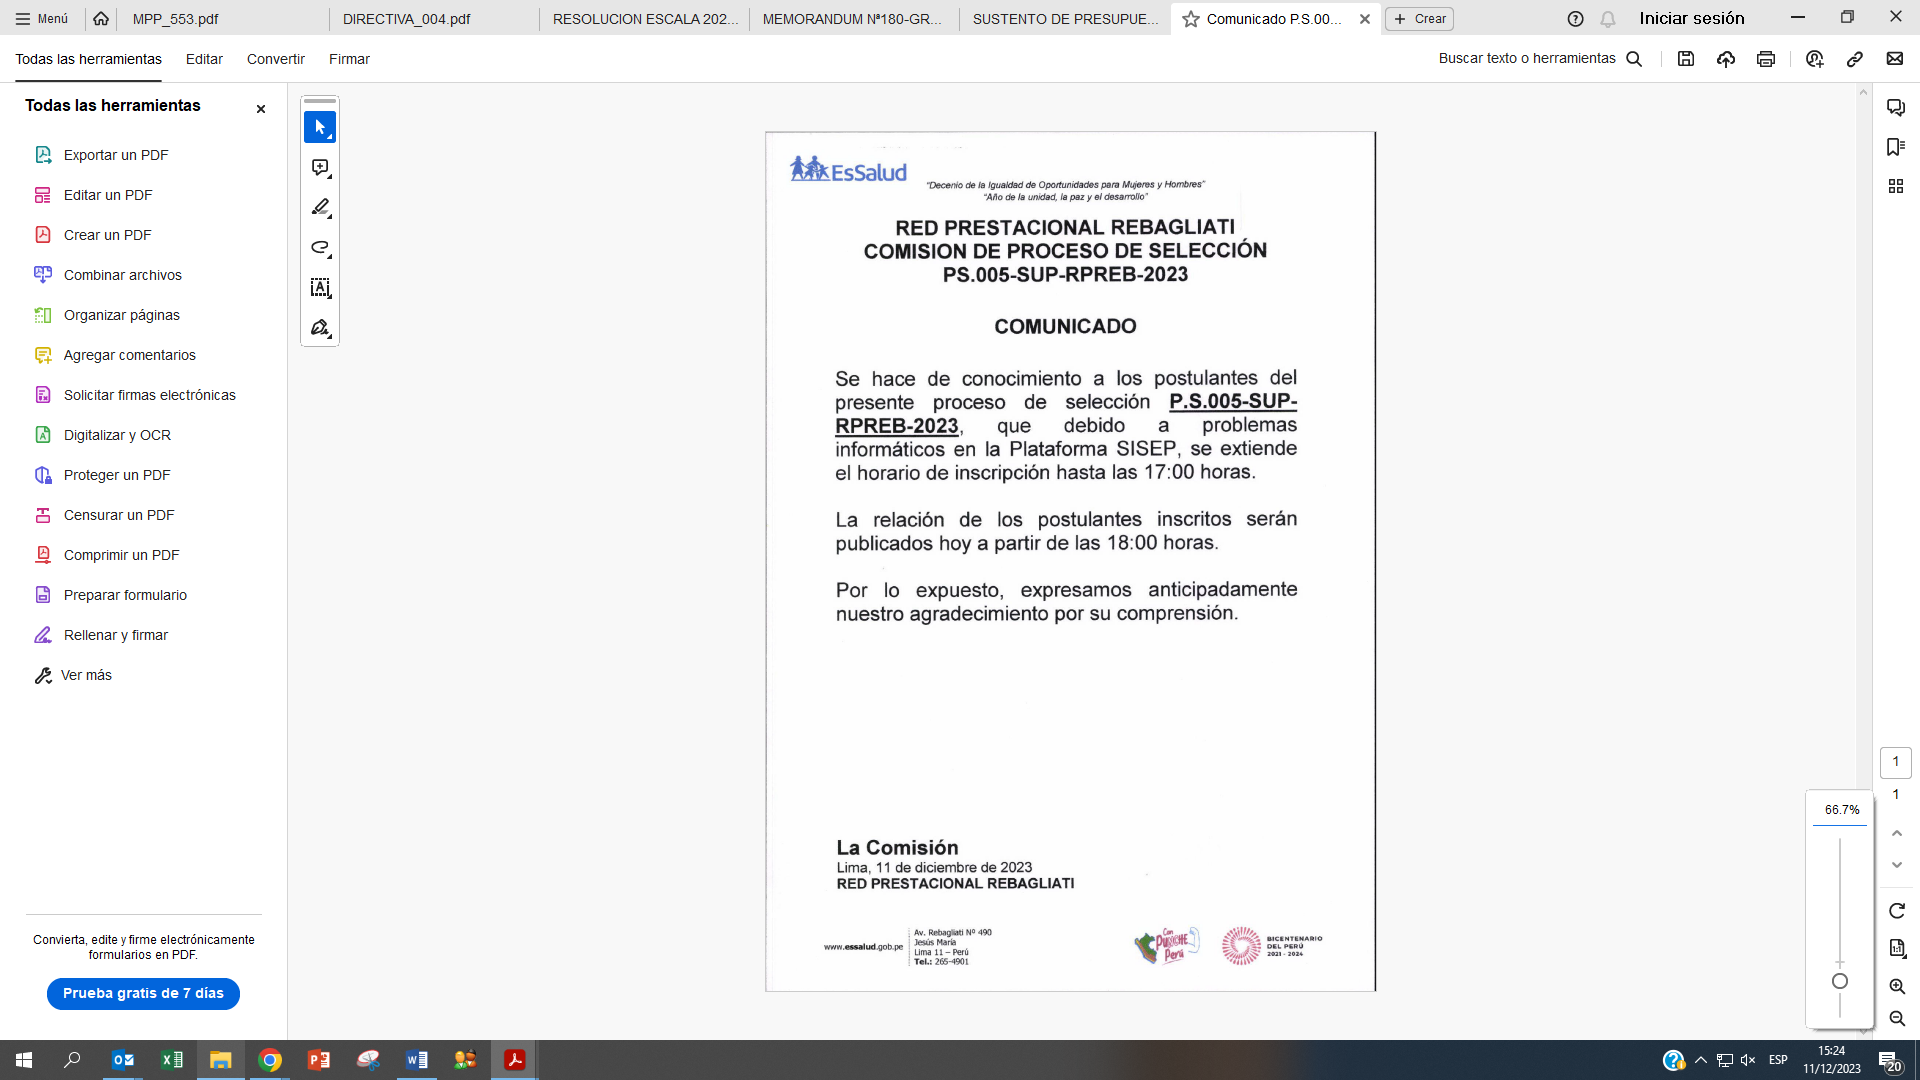 Menú
MPP_553.pdf
DIRECTIVA_004.pdf
RESOLUCION ESCALA 202...
MEMORANDUM Nª180-GR...
SUSTENTO DE PRESUPUE...
Comunicado P.S.00...
Crear
Iniciar sesión
Todas las herramientas
Editar
Convertir
Firmar
Buscar texto o herramientas
Todas las herramientas
Exportar un PDF
Editar un PDF
Crear un PDF
Combinar archivos
Organizar páginas
Agregar comentarios
Solicitar firmas electrónicas
Digitalizar y OCR
Proteger un PDF
Censurar un PDF
Comprimir un PDF
Preparar formulario
Rellenar y firmar
Ver más
Convierta, edite y firme electrónicamente
formularios en PDF.
Prueba gratis de 7 días
EsSalud
"Decenio de la Igualdad de Oportunidades para Mujeres y Hombres"
"Año de la unidad, la paz y el desarrollo"
RED PRESTACIONAL REBAGLIATI
COMISION DE PROCESO DE SELECCIÓN
PS.005-SUP-RPREB-2023
COMUNICADO
Se hace de conocimiento a los postulantes del
presente proceso de selección P.S.005-SUP-
RPREB-2023, que debido a problemas
informáticos en la Plataforma SISEP, se extiende
el horario de inscripción hasta las 17:00 horas.
La relación de los postulantes inscritos serán
publicados hoy a partir de las 18:00 horas.
Por lo expuesto, expresamos anticipadamente
nuestro agradecimiento por su comprensión.
La Comisión
Lima, 11 de diciembre de 2023
RED PRESTACIONAL REBAGLIATI
www.essalud.gob.pe
Av. Rebagliati Nº 490
Jesús María
Lima 11 – Perú
Tel.: 265-4901
Con
PUNCHE
Perú
BICENTENARIO
DEL PERÚ
2021 - 2024
1
1
66.7%
1:1
ESP
15:24
11/12/2023
20